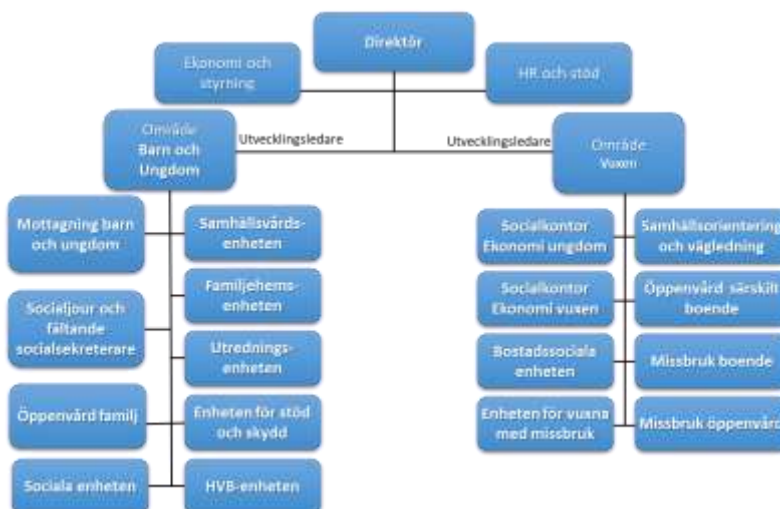 Direktör
Ekonomi och
styrning
HR och stöd
Område
Barn och
Ungdom
Utvecklingsledare
Utvecklingsledare
Område
Vuxen
Mottagning barn
och ungdom
Samhällsvårds-
enheten
Familjehems-
enheten
Socialjour och
fältande
socialsekreterare
Utrednings-
enheten
Öppenvård familj
Enheten för stöd
och skydd
Sociala enheten
HVB-enheten
Socialkontor
Ekonomi ungdom
Samhällsorientering
och vägledning
Socialkontor
Ekonomi vuxen
Öppenvård särskilt
boende
Bostadssociala
enheten
Missbruk boende
Enheten för vuxna
med missbruk
Missbruk öppenvård